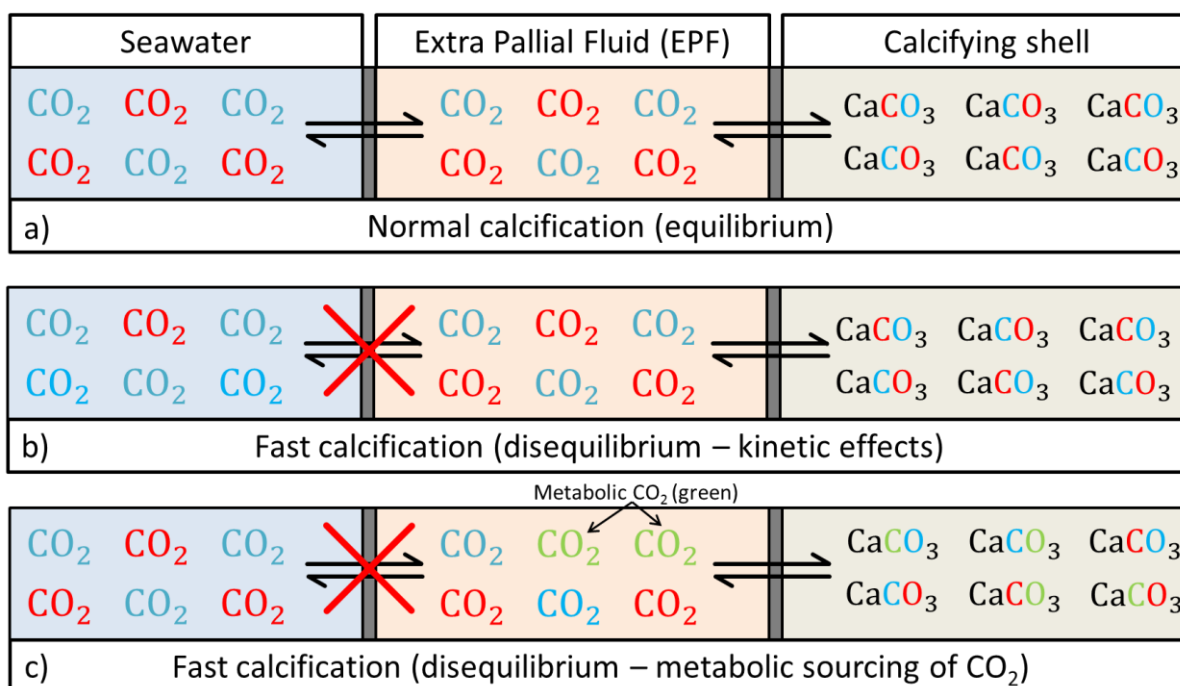 Seawater Extra Pallial Fluid (EPF) Calcifying shell
CO₂ CO₂ CO₂ CO₂ CO₂ CO₂ CaCO₃ CaCO₃ CaCO₃
CO₂ CO₂ CO₂ CO₂ CO₂ CO₂ CaCO₃ CaCO₃ CaCO₃
a) Normal calcification (equilibrium)
CO₂ CO₂ CO₂ CO₂ CO₂ CO₂ CaCO₃ CaCO₃ CaCO₃
CO₂ CO₂ CO₂ CO₂ CO₂ CO₂ CaCO₃ CaCO₃ CaCO₃
b) Fast calcification (disequilibrium – kinetic effects)
Metabolic CO₂ (green)
CO₂ CO₂ CO₂ CO₂ CO₂ CO₂ CaCO₃ CaCO₃ CaCO₃
CO₂ CO₂ CO₂ CO₂ CO₂ CO₂ CaCO₃ CaCO₃ CaCO₃
c) Fast calcification (disequilibrium – metabolic sourcing of CO₂)